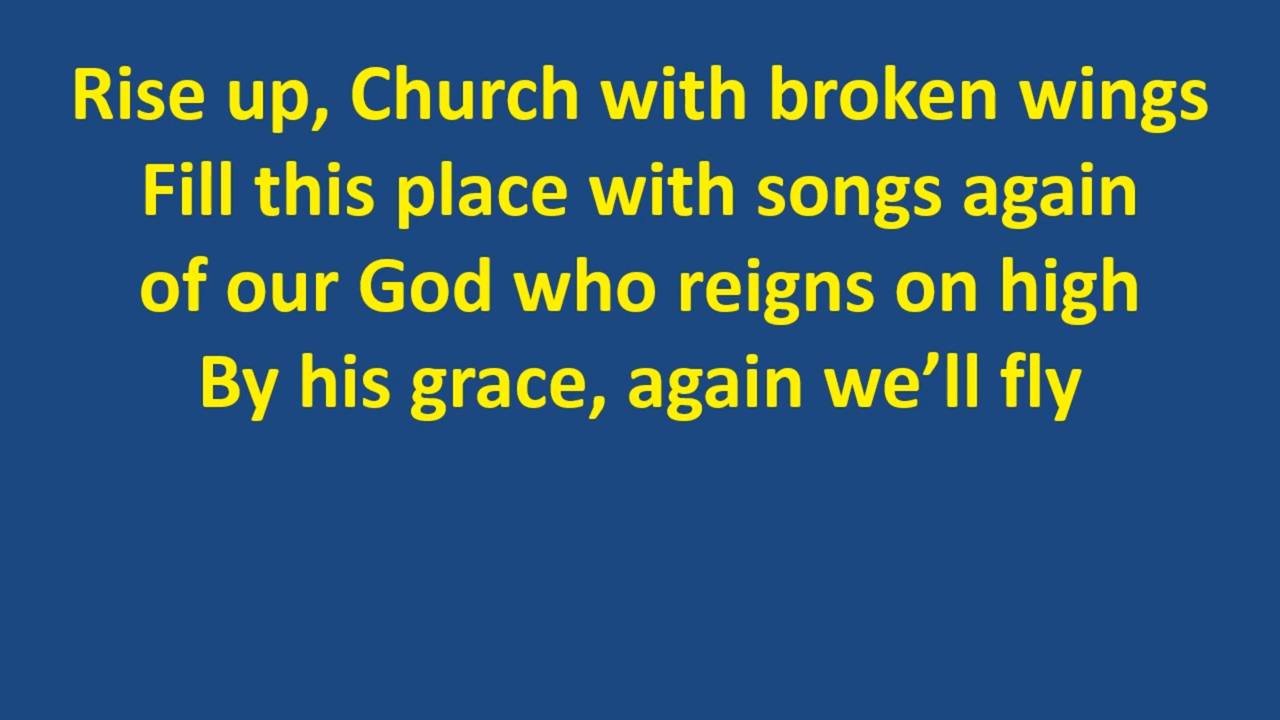 Rise up, Church with broken wings
Fill this place with songs again
of our God who reigns on high
By his grace, again we’ll fly